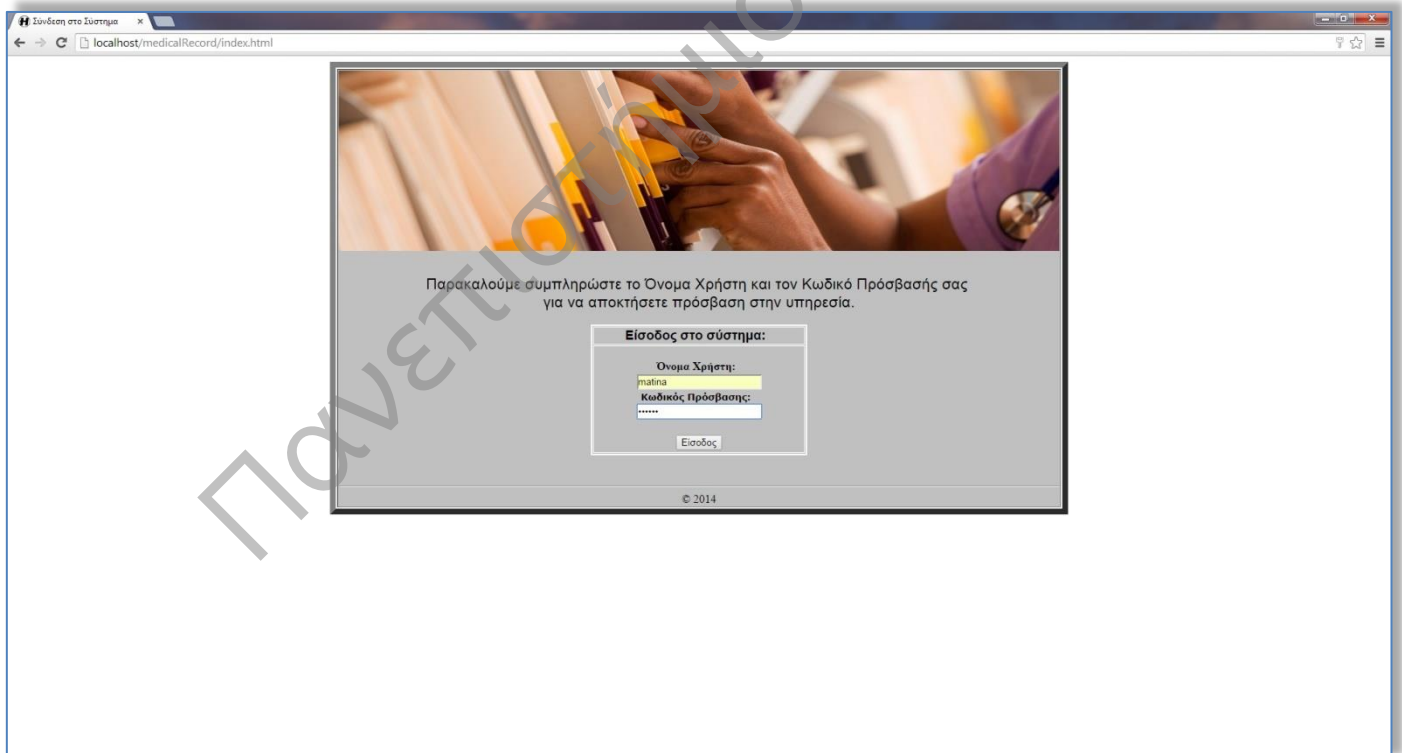 Σύνδεση στο Σύστημα
localhost/medicalRecord/index.html
Παρακαλούμε συμπληρώστε το Όνομα Χρήστη και τον Κωδικό Πρόσβασής σας
για να αποκτήσετε πρόσβαση στην υπηρεσία.
Είσοδος στο σύστημα:
Όνομα Χρήστη:
matina
Κωδικός Πρόσβασης:
••••••
Είσοδος
© 2014
Πανεπιστήμιο